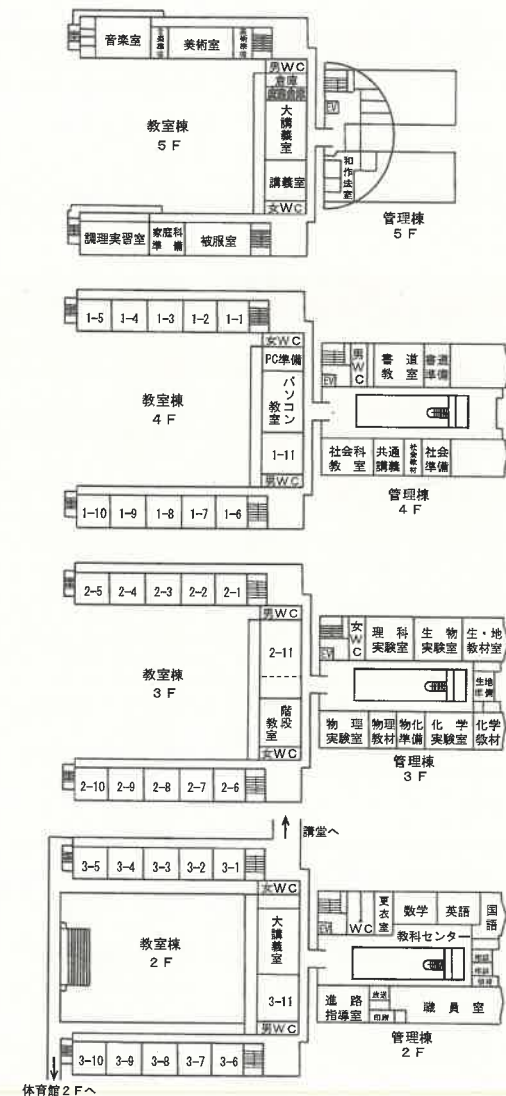 音楽室
美術室
男WC
倉庫
大講義室
講義室
女WC
教室棟
5F
調理実習室
家庭科
準備
被服室
EV
和作法室
管理棟
5F
1-5 1-4 1-3 1-2 1-1
女WC
PC準備
パソコン教室
1-11
男WC
教室棟
4F
1-10 1-9 1-8 1-7 1-6
EV
男WC
書道
教室
書道
準備
社会科
教室
共通
講義
社会教材
社会
準備
管理棟
4F
2-5 2-4 2-3 2-2 2-1
男WC
2-11
階段教室
女WC
教室棟
3F
2-10 2-9 2-8 2-7 2-6
EV
女WC
理科
実験室
生物
実験室
生・地
教材室
生地
準備
物理
実験室
物理
教材
物化
準備
化学
実験室
化学
教材
管理棟
3F
講堂へ
3-5 3-4 3-3 3-2 3-1
女WC
大講義室
3-11
男WC
教室棟
2F
3-10 3-9 3-8 3-7 3-6
体育館2Fへ
EV
WC
更衣室
数学
英語
国語
教科センター
進路
指導室
放送
印刷
職員室
管理棟
2F